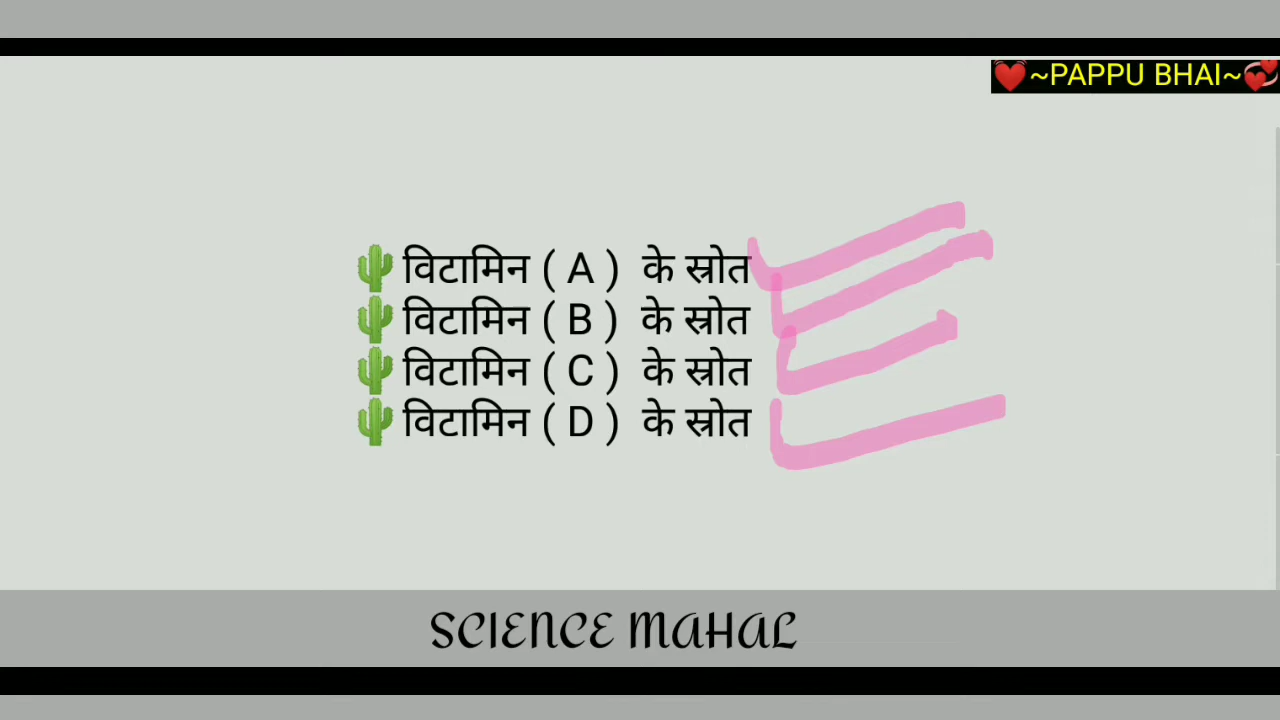 ❤️~PAPPU BHAI~💞
🌵विटामिन ( A ) के स्रोत
🌵विटामिन ( B ) के स्रोत
🌵विटामिन ( C ) के स्रोत
🌵विटामिन ( D ) के स्रोत
SCIENCE MAHAL